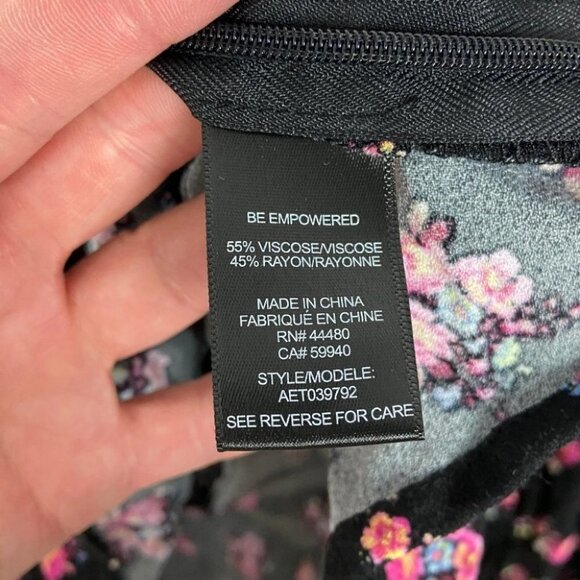 BE EMPOWERED
55% VISCOSE/VISCOSE
45% RAYON/RAYONNE
MADE IN CHINA
FABRIQUÉ EN CHINE
RN# 44480
CA# 59940
STYLE/MODELE:
AET039792
SEE REVERSE FOR CARE